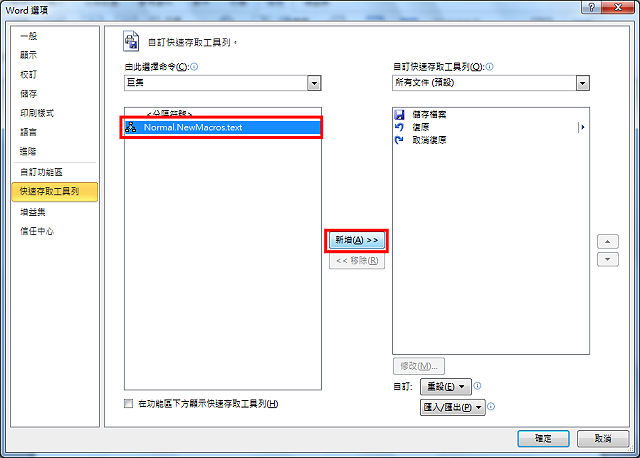 Word 選項
一般
顯示
校訂
儲存
印刷樣式
語言
進階
自訂功能區
快速存取工具列
增益集
信任中心
自訂快速存取工具列。
由此選擇命令(C):
巨集
<分隔符號>
Normal.NewMacros.text
新增(A) >>
<< 移除(R)
自訂快速存取工具列(Q):
所有文件 (預設)
儲存檔案
復原
取消復原
修改(M)...
自訂:
重設(E)
匯入/匯出(P)
在功能區下方顯示快速存取工具列(H)
確定
取消